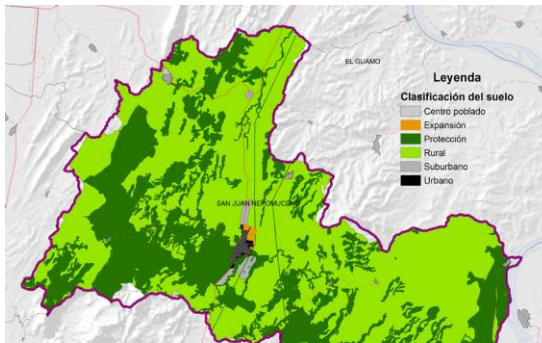 EL GUAMO
Leyenda
Clasificación del suelo
Centro poblado
Expansión
Protección
Rural
Suburbano
Urbano
SAN JUAN NEPOMUCENO